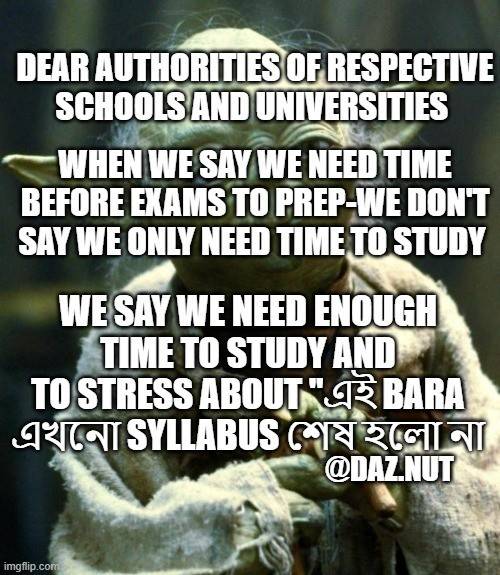 DEAR AUTHORITIES OF RESPECTIVE
SCHOOLS AND UNIVERSITIES
WHEN WE SAY WE NEED TIME
BEFORE EXAMS TO PREP-WE DON'T
SAY WE ONLY NEED TIME TO STUDY
WE SAY WE NEED ENOUGH
TIME TO STUDY AND
TO STRESS ABOUT "এই BARA
এখনো SYLLABUS শেষ হলো না
@DAZ.NUT
imgflip.com